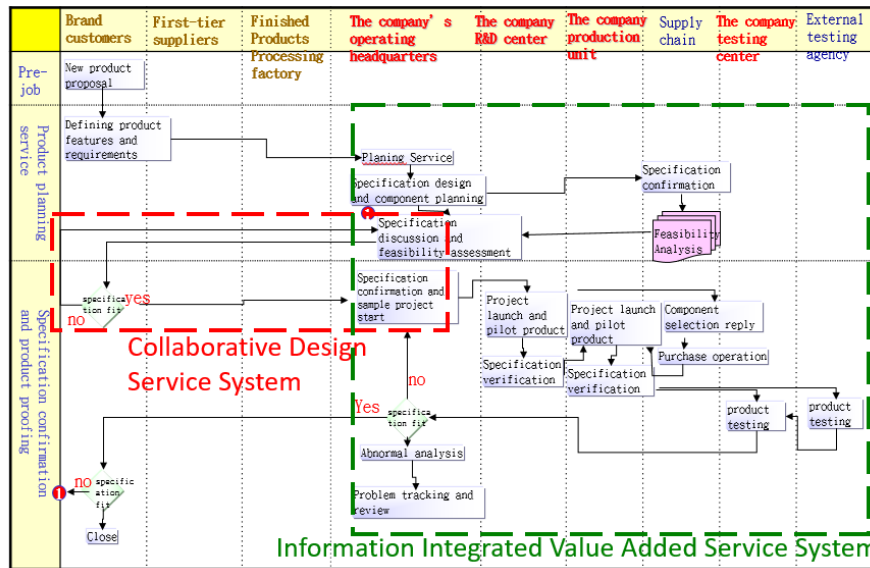 Brand
customers
First-tier
suppliers
Finished
Products
Processing
factory
The company's
operating
headquarters
The company
R&D center
The company
production
unit
Supply
chain
The company
testing
center
External
testing
agency
Pre-
job
New product
proposal
Product planning
service
Defining product
features and
requirements
Planing Service
Specification design
and component planning
Specification
confirmation
Specification
discussion and
feasibility assessment
Feasibility
Analysis
Specification confirmation
and product proofing
specifica
tion fit
yes
no
Specification
confirmation and
sample project
start
Project
launch and
pilot product
Project launch
and pilot
product
Component
selection reply
Purchase operation
Specification
verification
Specification
verification
Collaborative Design
Service System
no
Yes
specifica
tion fit
product
testing
product
testing
Abnormal analysis
Problem tracking and
review
no
specific
ation
fit
1
Close
Information Integrated Value Added Service System